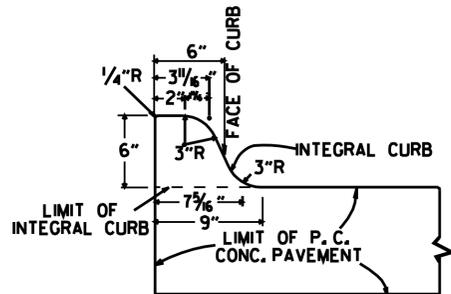 6"
FACE OF CURB
1/4"R
3 11/16"
2"
6"
3"R
INTEGRAL CURB
3"R
LIMIT OF
INTEGRAL CURB
7 5/16"
9"
LIMIT OF P.C.
CONC. PAVEMENT